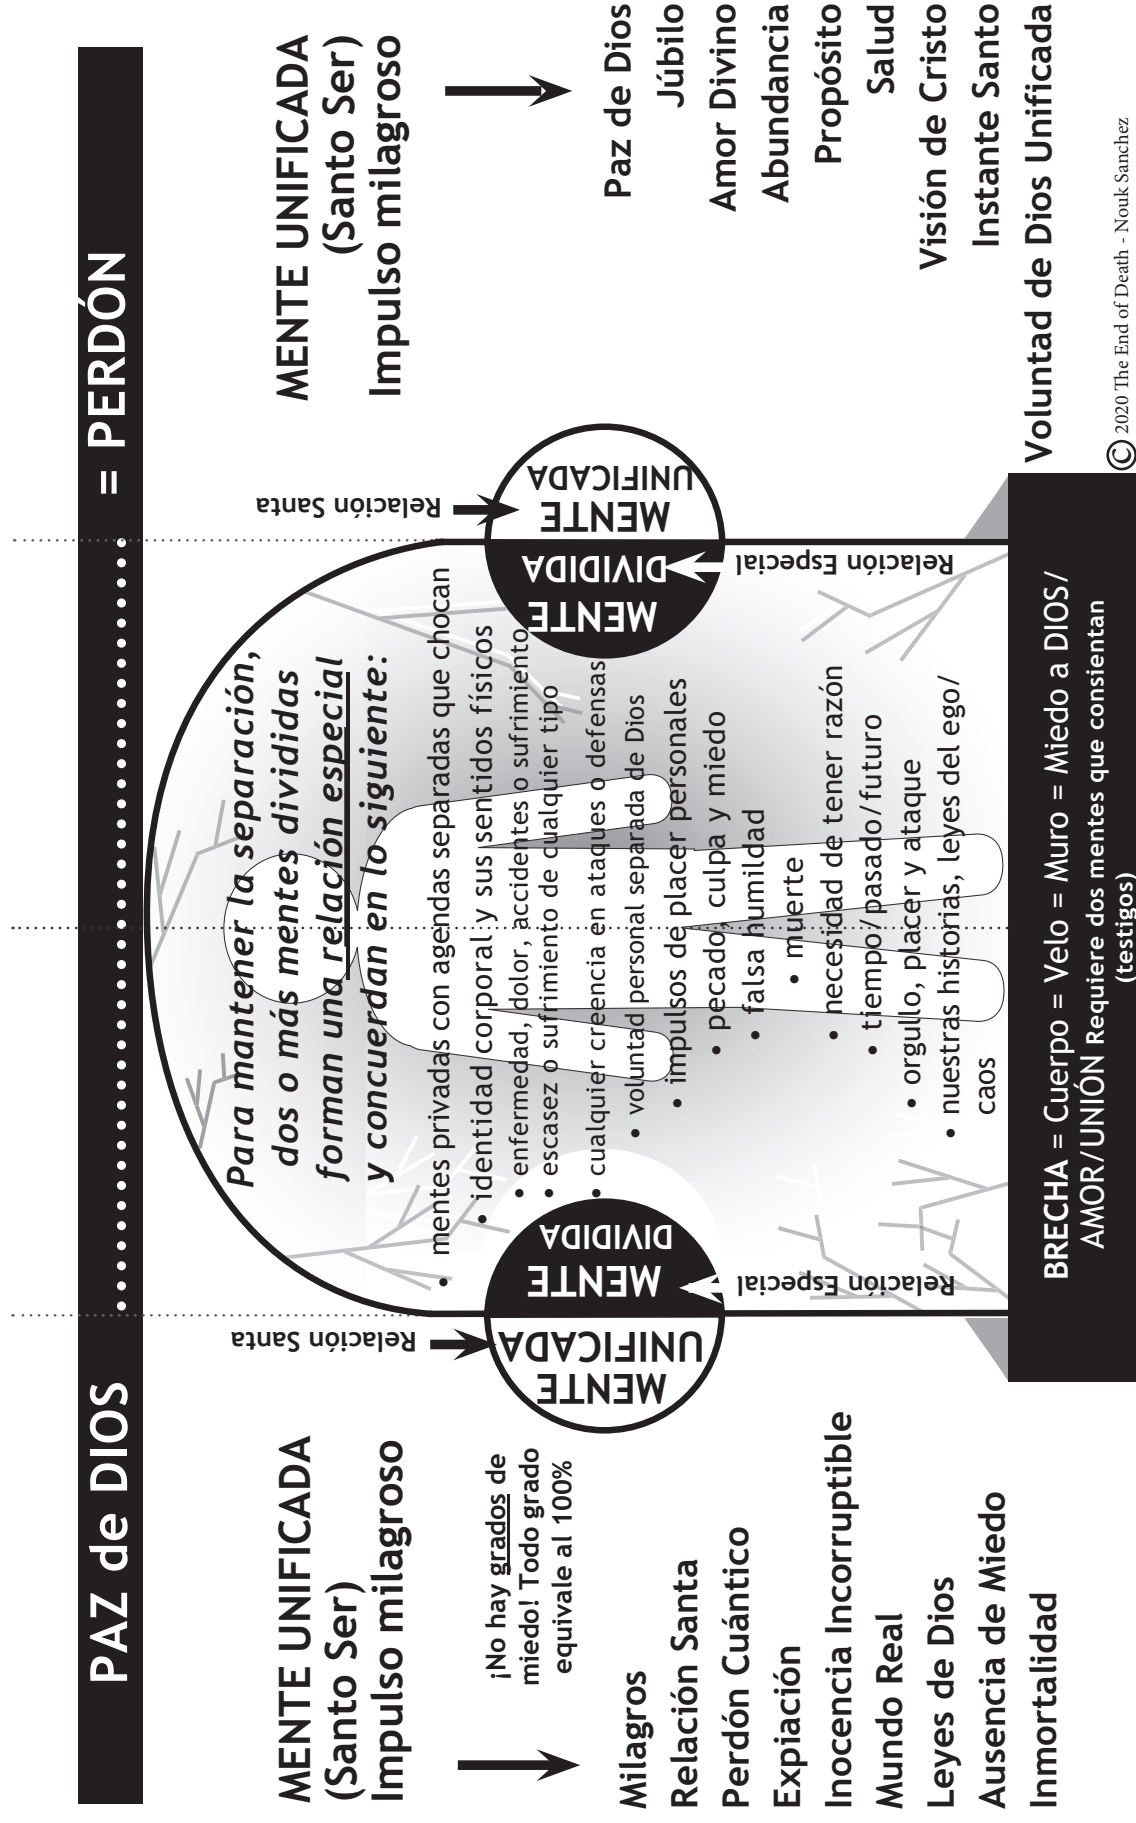 PAZ de DIOS = PERDÓN
MENTE UNIFICADA
(Santo Ser)
Impulso milagroso
¡No hay grados de
miedo! Todo grado
equivale al 100%
Milagros
Relación Santa
Perdón Cuántico
Expiación
Inocencia Incorruptible
Mundo Real
Leyes de Dios
Ausencia de Miedo
Inmortalidad
Relación Santa
MENTE
UNIFICADA
MENTE
DIVIDIDA
Relación Especial
Para mantener la separación,
dos o más mentes divididas
forman una relación especial
y concuerdan en lo siguiente:
• mentes privadas con agendas separadas que chocan
• identidad corporal y sus sentidos físicos
• enfermedad, dolor, accidentes o sufrimiento
• escasez o sufrimiento de cualquier tipo
• cualquier creencia en ataques o defensas
• voluntad personal separada de Dios
• impulsos de placer personales
• pecado, culpa y miedo
• falsa humildad
• muerte
• necesidad de tener razón
• tiempo/pasado/futuro
• orgullo, placer y ataque
• nuestras historias, leyes del ego/
caos
Relación Santa
MENTE
UNIFICADA
MENTE
DIVIDIDA
Relación Especial
BRECHA = Cuerpo = Velo = Muro = Miedo a DIOS/
AMOR/UNIÓN Requiere dos mentes que consientan
(testigos)
MENTE UNIFICADA
(Santo Ser)
Impulso milagroso
Paz de Dios
Júbilo
Amor Divino
Abundancia
Propósito
Salud
Visión de Cristo
Instante Santo
Voluntad de Dios Unificada
© 2020 The End of Death - Nouk Sanchez